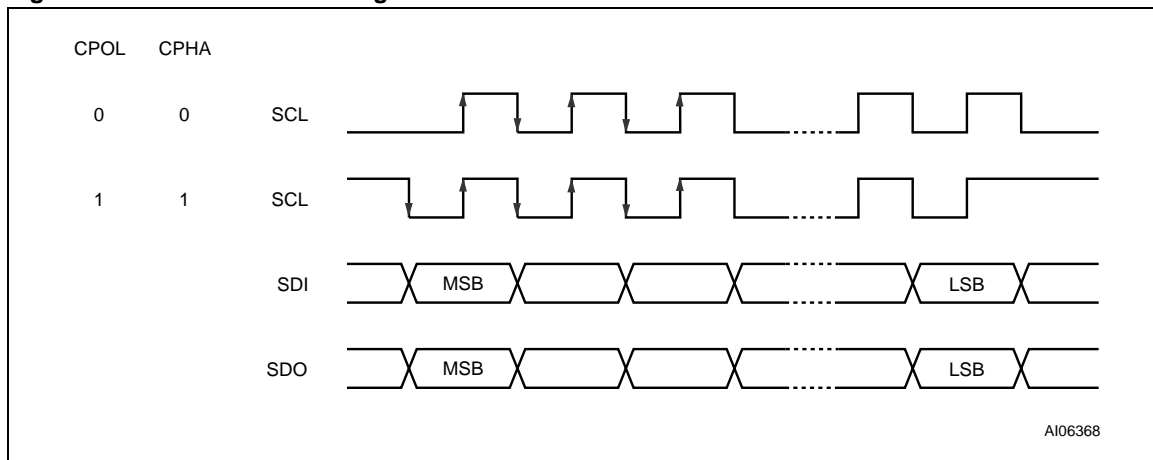 CPOL CPHA
0 0 SCL
1 1 SCL
SDI MSB LSB
SDO MSB LSB
AI06368